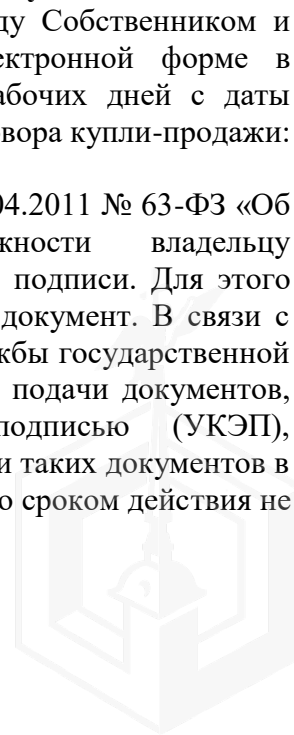 ду Собственником и
ектронной форме в
абочих дней с даты
овора купли-продажи:
04.2011 № 63-ФЗ «Об
жности владельцу
подписи. Для этого
документ. В связи с
жбы государственной
подачи документов,
подписью (УКЭП),
и таких документов в
о сроком действия не